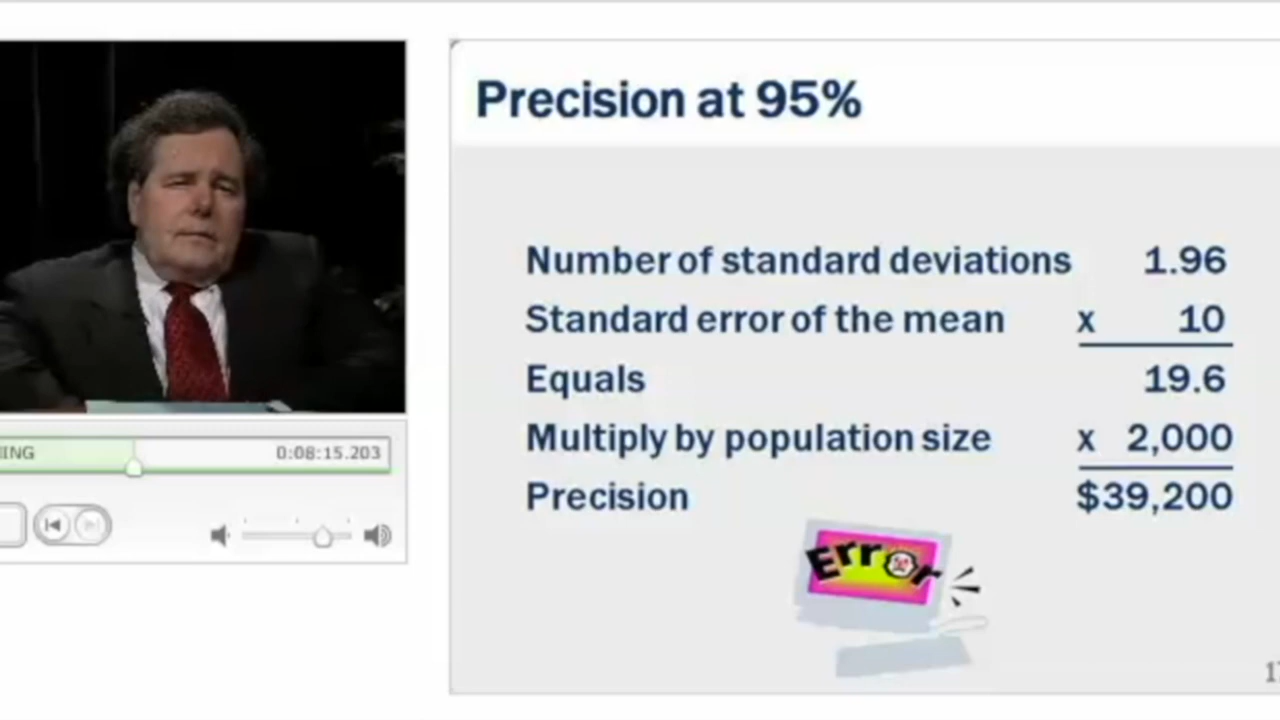 Precision at 95%
Number of standard deviations 1.96
Standard error of the mean x 10
Equals 19.6
Multiply by population size x 2,000
Precision $39,200
Error
ING 0:08:15.203